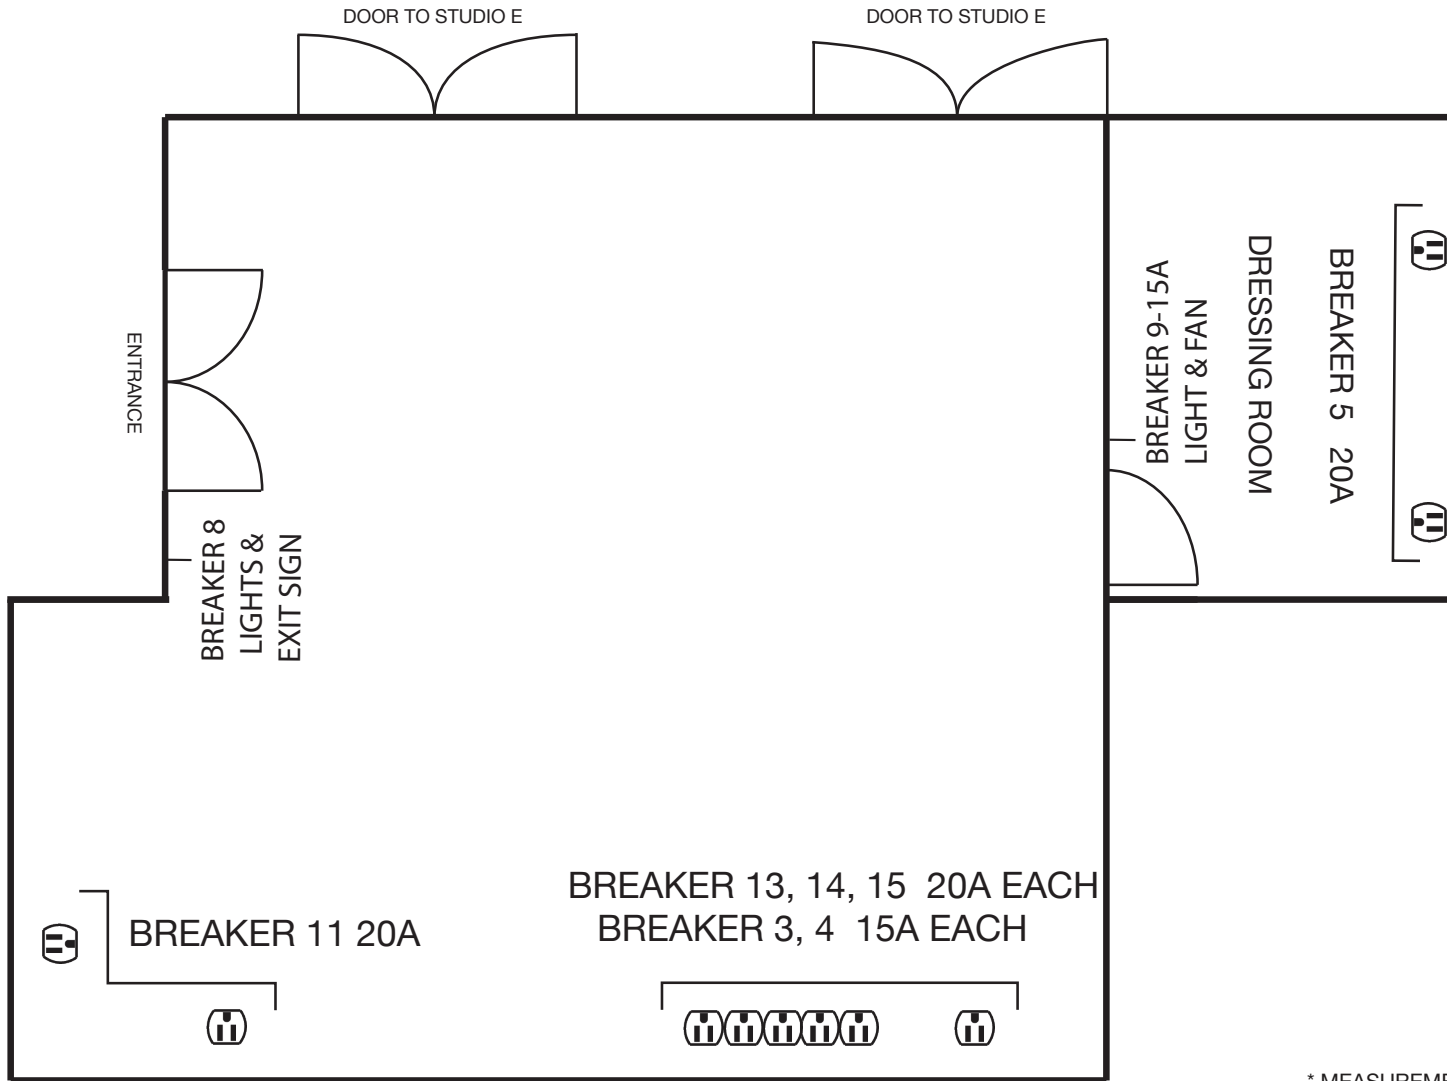 DOOR TO STUDIO E
DOOR TO STUDIO E
ENTRANCE
BREAKER 8
LIGHTS &
EXIT SIGN
BREAKER 9-15A
LIGHT & FAN
DRESSING ROOM
BREAKER 5 20A
BREAKER 13, 14, 15 20A EACH
BREAKER 3, 4 15A EACH
BREAKER 11 20A